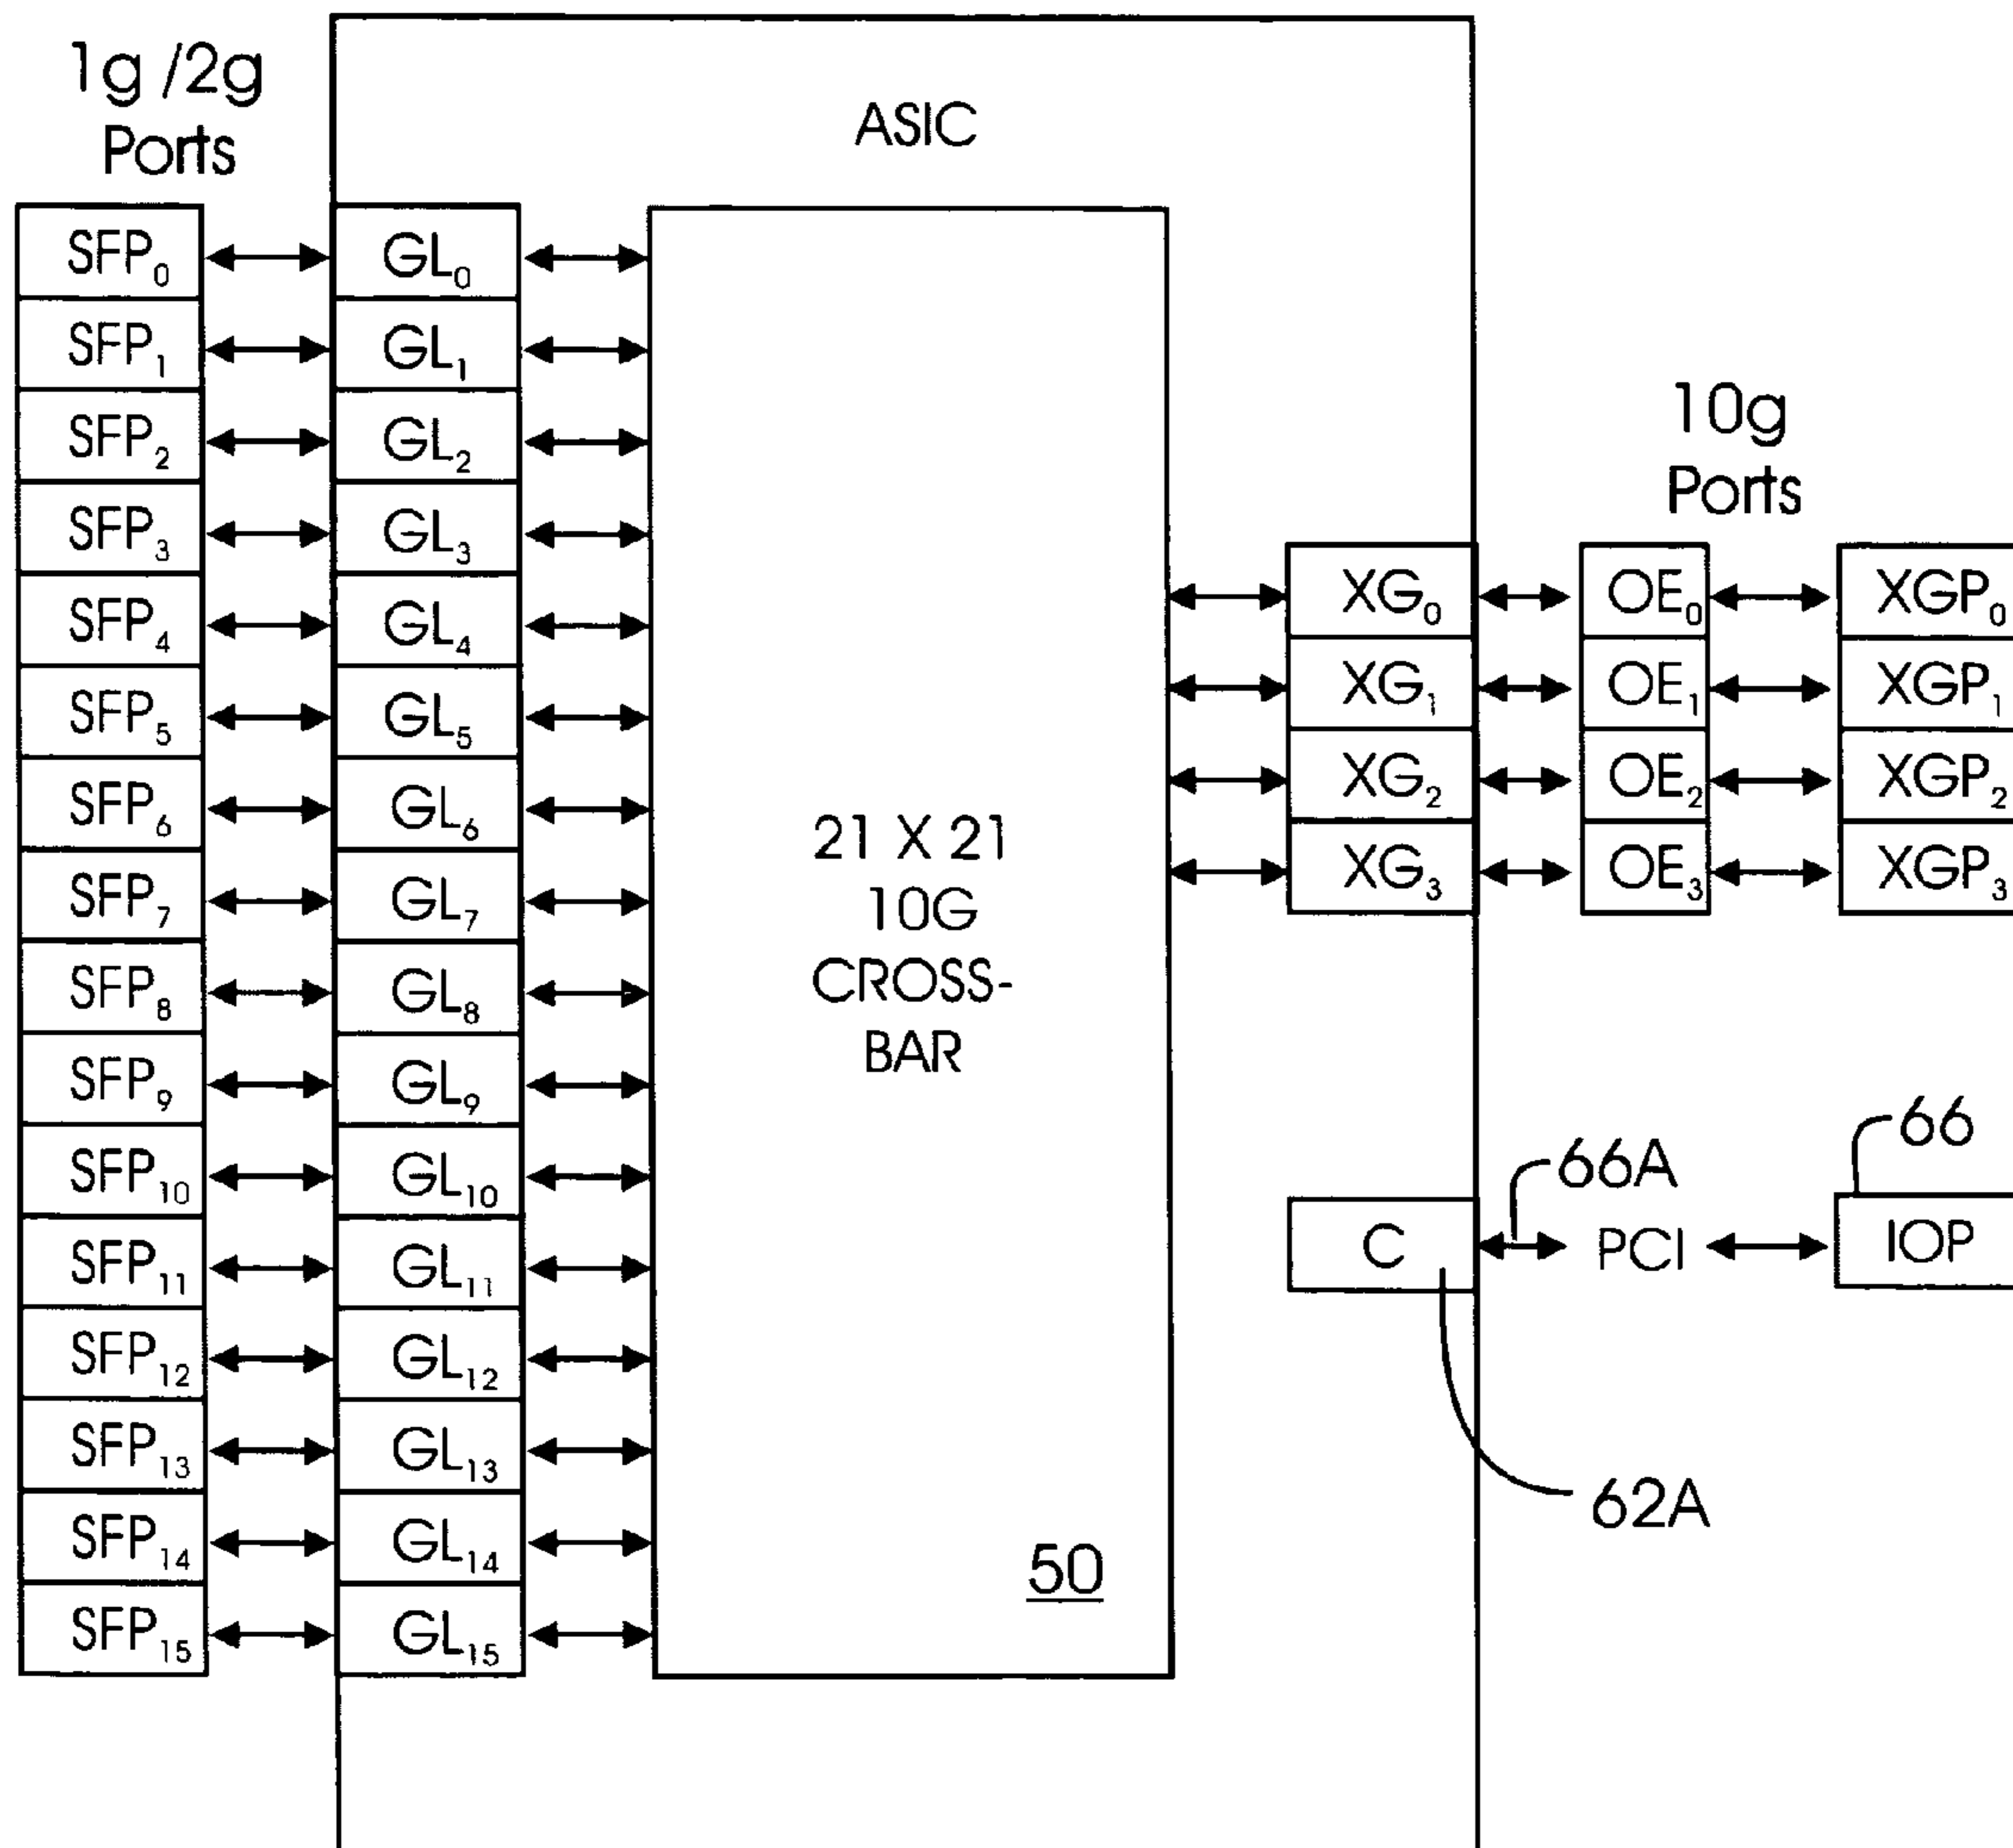 1g /2g
Ports
ASIC
10g
Ports
SFP₀ GL₀
SFP₁ GL₁
SFP₂ GL₂
SFP₃ GL₃
SFP₄ GL₄ XG₀ OE₀ XGP₀
SFP₅ GL₅ XG₁ OE₁ XGP₁
SFP₆ GL₆ XG₂ OE₂ XGP₂
SFP₇ GL₇ XG₃ OE₃ XGP₃
21 X 21
10G
CROSS-
BAR
SFP₈ GL₈
SFP₉ GL₉
SFP₁₀ GL₁₀
66A
66
SFP₁₁ GL₁₁ C PCI IOP
SFP₁₂ GL₁₂
SFP₁₃ GL₁₃
62A
SFP₁₄ GL₁₄ 50
SFP₁₅ GL₁₅